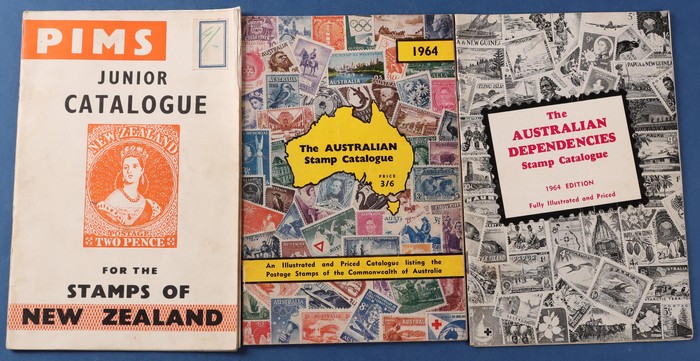 PIMS
JUNIOR
CATALOGUE
NEW ZEALAND
POSTAGE
TWO PENCE
FOR THE
STAMPS OF
NEW ZEALAND
1964
The AUSTRALIAN
Stamp Catalogue
PRICE
3/6
An Illustrated and Priced Catalogue listing the
Postage Stamps of the Commonwealth of Australia
The
AUSTRALIAN
DEPENDENCIES
Stamp Catalogue
1964 EDITION
Fully Illustrated and Priced